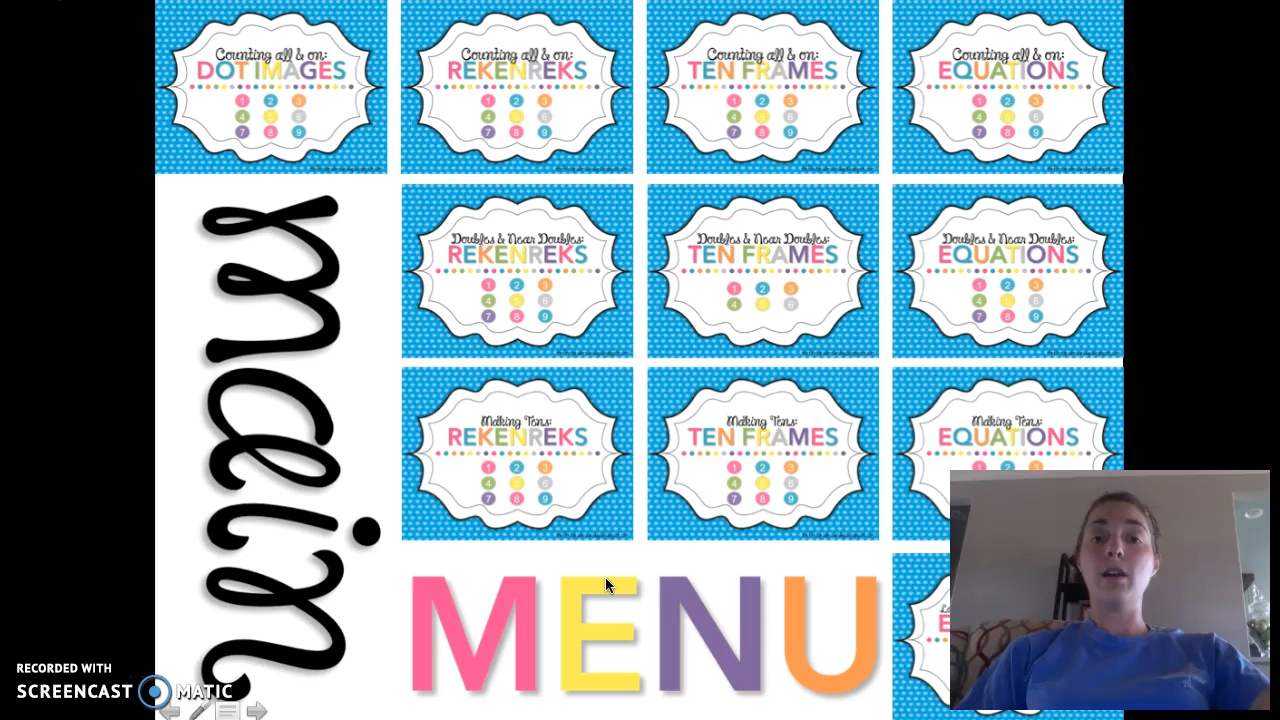 Counting all & on:
DOT IMAGES
1 2 3
4 5 6
7 8 9
Counting all & on:
REKENREKS
1 2 3
4 5 6
7 8 9
Counting all & on:
TEN FRAMES
1 2 3
4 5 6
7 8 9
Counting all & on:
EQUATIONS
1 2 3
4 5 6
7 8 9
Doubles & Near Doubles:
REKENREKS
1 2 3
4 5 6
7 8 9
Doubles & Near Doubles:
TEN FRAMES
1 2 3
4 5 6
Doubles & Near Doubles:
EQUATIONS
1 2 3
4 5 6
7 8 9
Making Tens:
REKENREKS
1 2 3
4 5 6
7 8 9
Making Tens:
TEN FRAMES
1 2 3
4 5 6
7 8 9
Making Tens:
EQUATIONS
1 2 3
main
MENU
RECORDED WITH
SCREENCAST MATIC